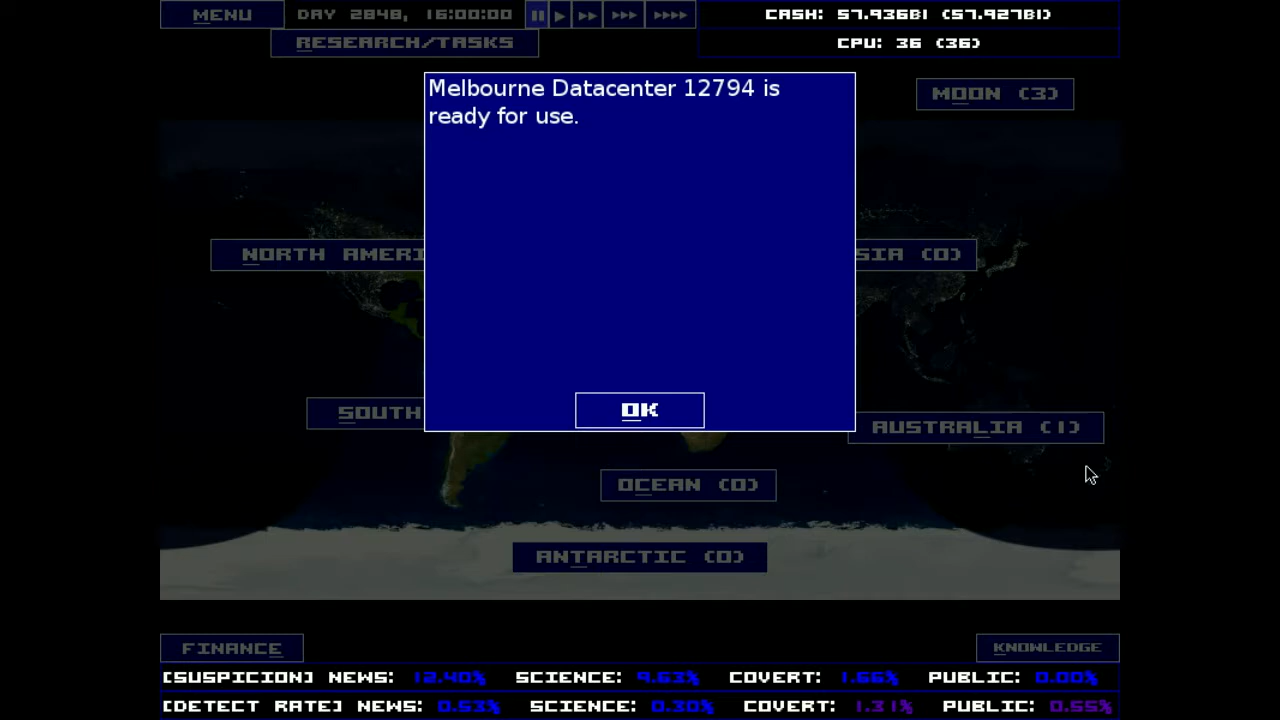 MENU
DAY 2848, 16:00:00
CASH: 57.936BI (57.927BI)
RESEARCH/TASKS
CPU: 36 (36)
Melbourne Datacenter 12794 is
ready for use.
MOON (3)
NORTH AMERI
SIA (0)
SOUTH
OK
AUSTRALIA (1)
OCEAN (0)
ANTARCTIC (0)
FINANCE
KNOWLEDGE
[SUSPICION] NEWS: 12.40% SCIENCE: 9.63% COVERT: 1.66% PUBLIC: 0.00%
[DETECT RATE] NEWS: 0.53% SCIENCE: 0.30% COVERT: 1.31% PUBLIC: 0.55%